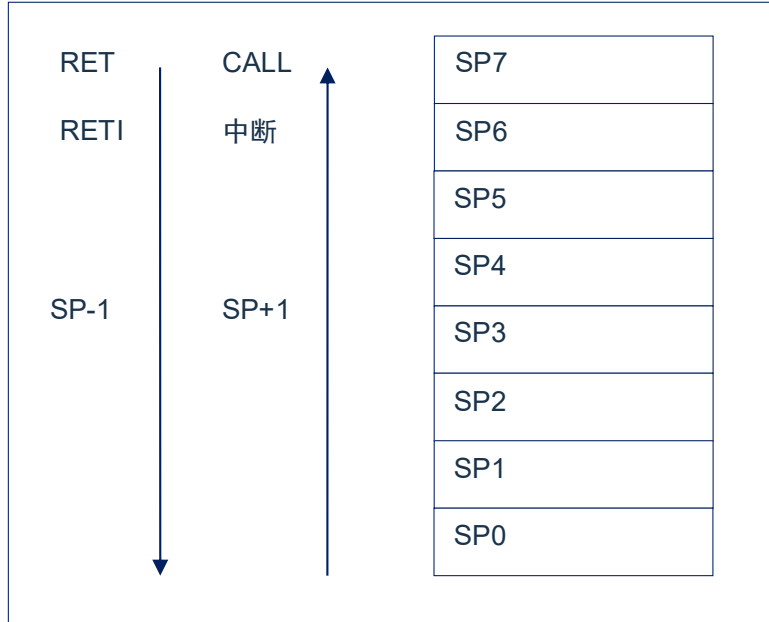 RET CALL SP7
RETI 中断 SP6
SP5
SP4
SP-1 SP+1 SP3
SP2
SP1
SP0